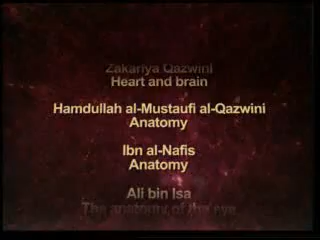 Zakariya Qazwini
Heart and brain
Hamdullah al-Mustaufi al-Qazwini
Anatomy
Ibn al-Nafis
Anatomy
Ali bin Isa
The anatomy of the eye